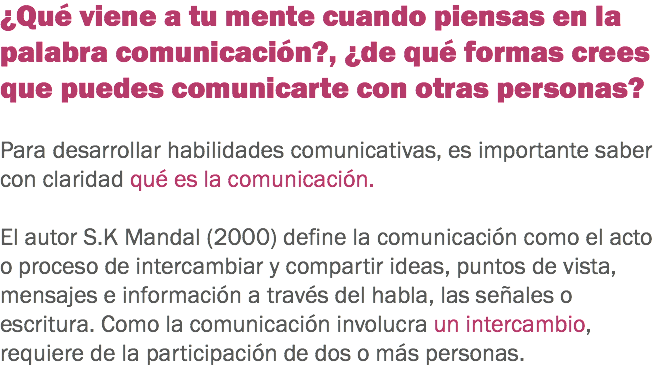 ¿Qué viene a tu mente cuando piensas en la
palabra comunicación?, ¿de qué formas crees
que puedes comunicarte con otras personas?
Para desarrollar habilidades comunicativas, es importante saber
con claridad qué es la comunicación.
El autor S.K Mandal (2000) define la comunicación como el acto
o proceso de intercambiar y compartir ideas, puntos de vista,
mensajes e información a través del habla, las señales o
escritura. Como la comunicación involucra un intercambio,
requiere de la participación de dos o más personas.